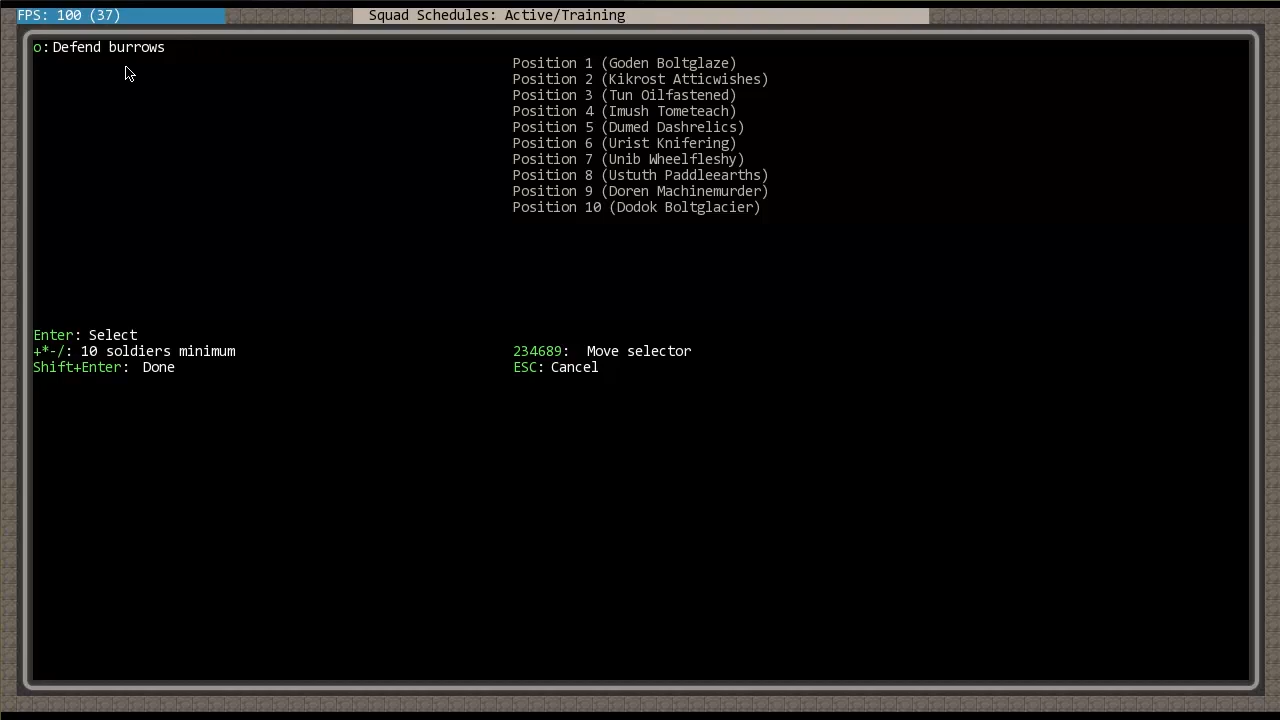 FPS: 100 (37) Squad Schedules: Active/Training
o: Defend burrows
Position 1 (Goden Boltglaze)
Position 2 (Kikrost Atticwishes)
Position 3 (Tun Oilfastened)
Position 4 (Imush Tometeach)
Position 5 (Dumed Dashrelics)
Position 6 (Urist Knifering)
Position 7 (Unib Wheelfleshy)
Position 8 (Ustuth Paddleearths)
Position 9 (Doren Machinemurder)
Position 10 (Dodok Boltglacier)
Enter: Select
+*-/: 10 soldiers minimum 234689: Move selector
Shift+Enter: Done ESC: Cancel